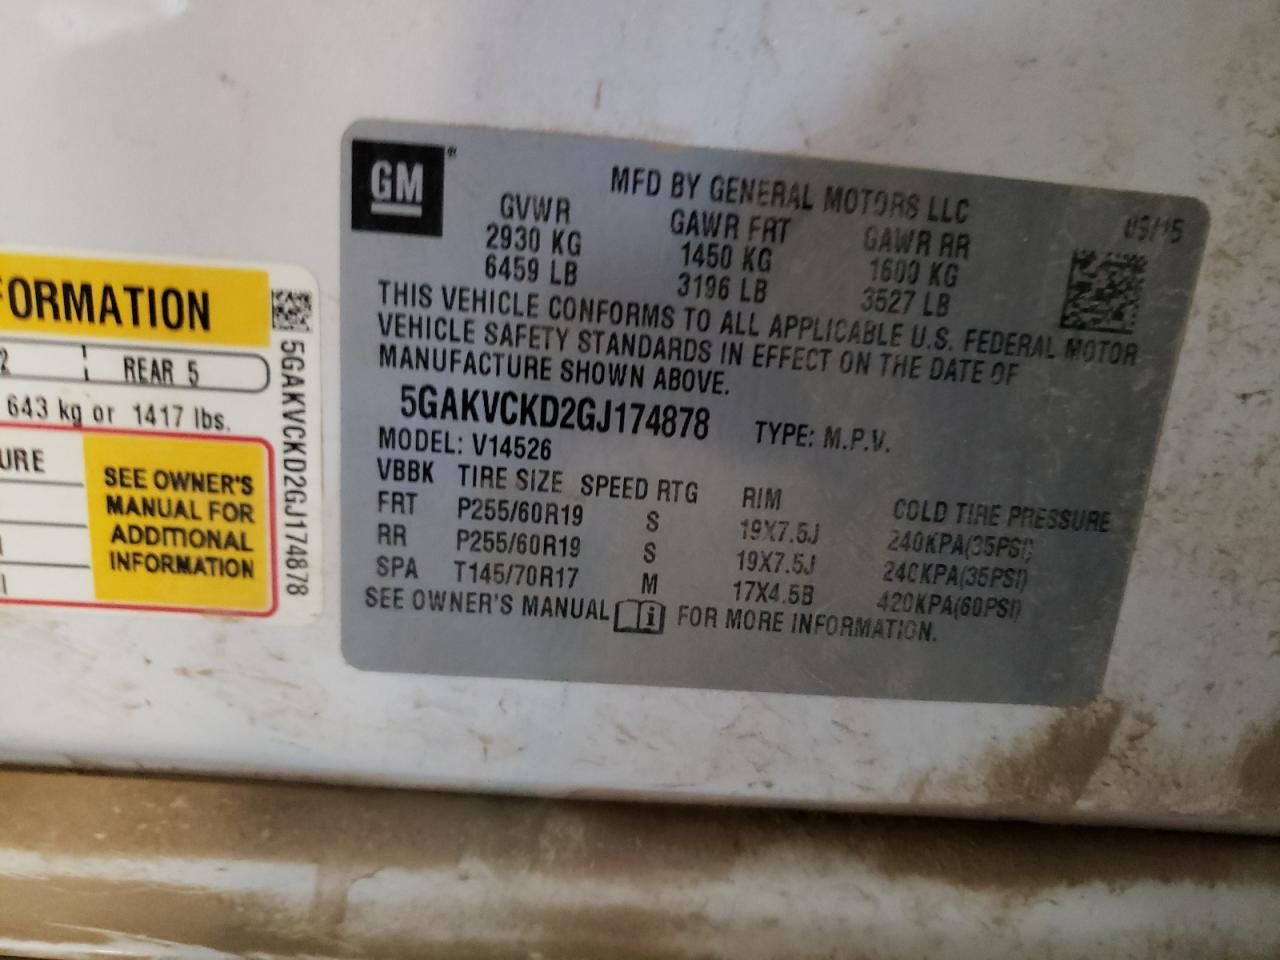 GM
MFD BY GENERAL MOTORS LLC
GVWR GAWR FRT GAWR RR
2930 KG 1450 KG 1600 KG
6459 LB 3196 LB 3527 LB
THIS VEHICLE CONFORMS TO ALL APPLICABLE U.S. FEDERAL MOTOR
VEHICLE SAFETY STANDARDS IN EFFECT ON THE DATE OF
MANUFACTURE SHOWN ABOVE.
5GAKVCKD2GJ174878 TYPE: M.P.V.
MODEL: V14526
VBBK TIRE SIZE SPEED RTG RIM COLD TIRE PRESSURE
FRT P255/60R19 S 19X7.5J 240KPA(35PSI)
RR P255/60R19 S 19X7.5J 240KPA(35PSI)
SPA T145/70R17 M 17X4.5B 420KPA(60PSI)
SEE OWNER'S MANUAL FOR MORE INFORMATION.
FORMATION
2 REAR 5
643 kg or 1417 lbs.
URE
SEE OWNER'S
MANUAL FOR
ADDITIONAL
INFORMATION
5GAKVCKD2GJ174878